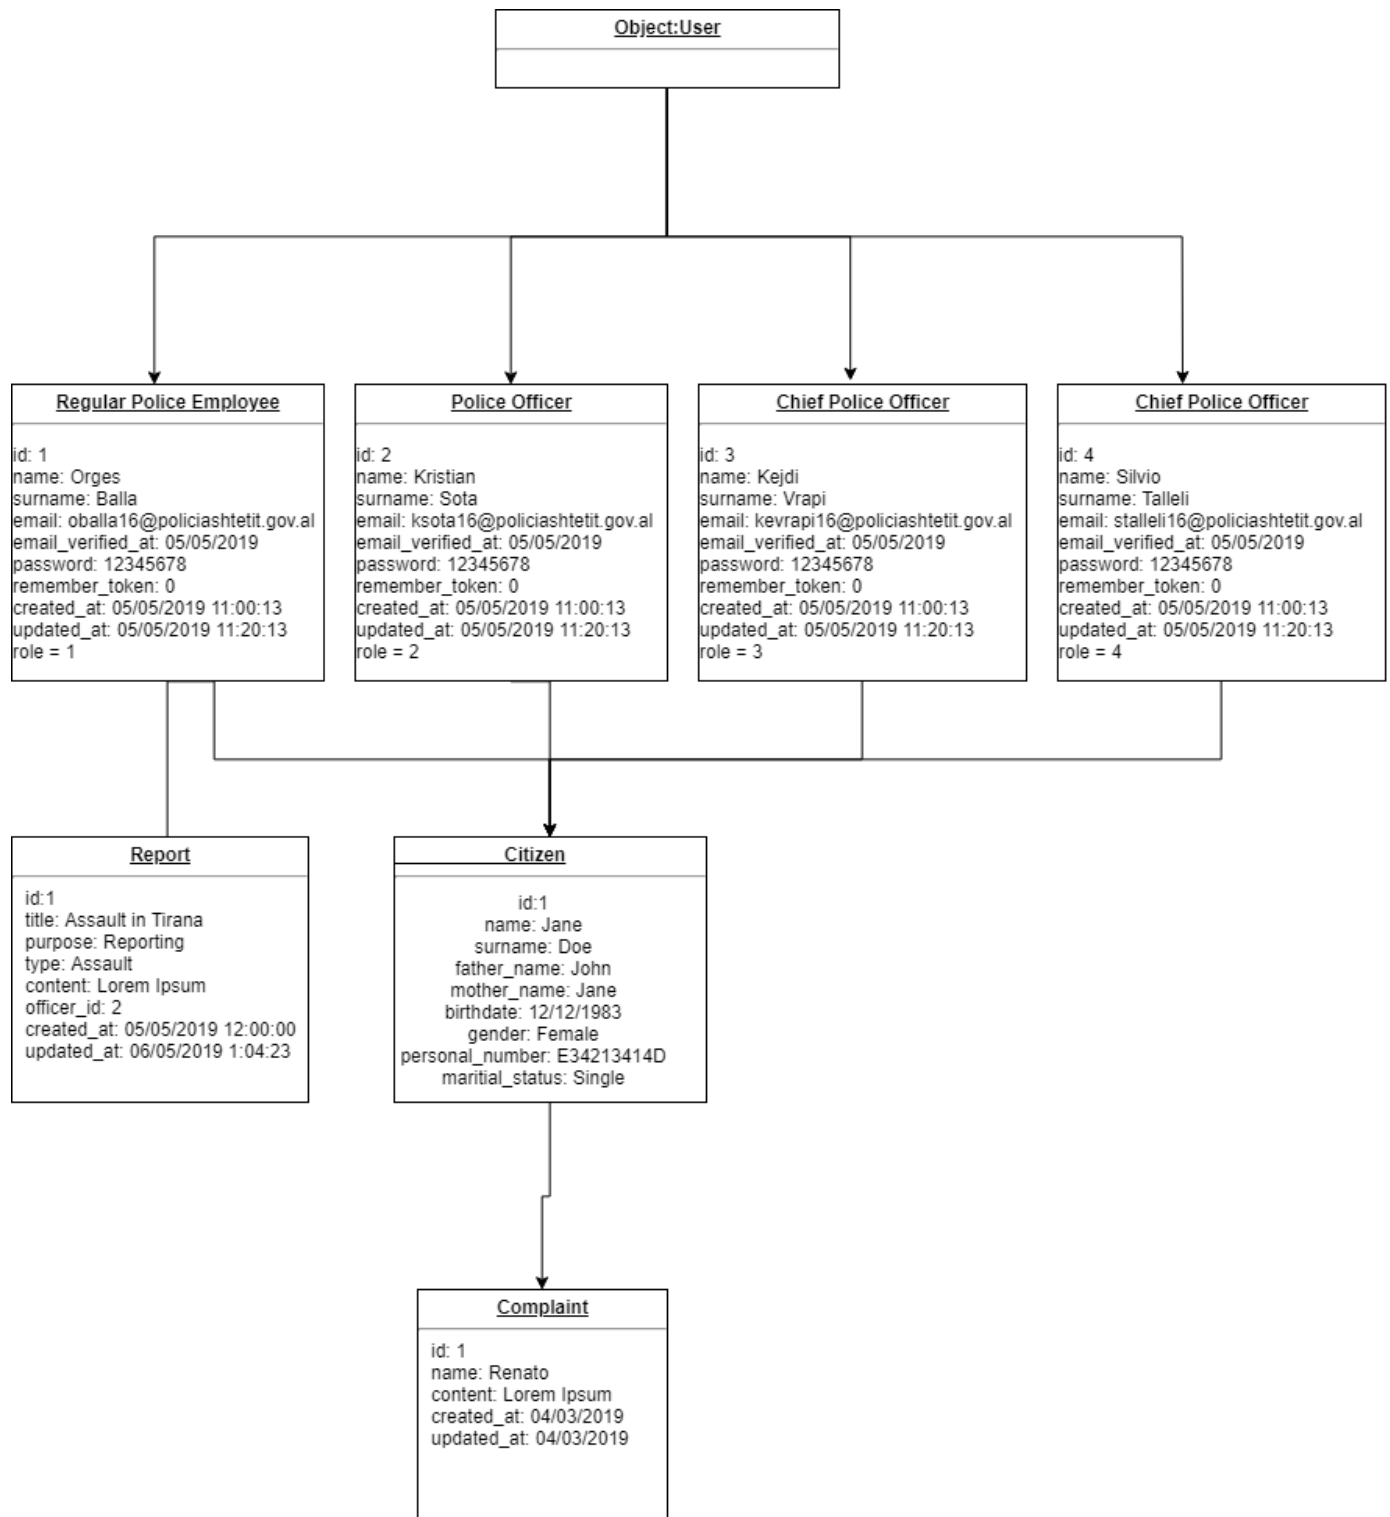 Object:User
Regular Police Employee
id: 1
name: Orges
surname: Balla
email: oballa16@policiashtetit.gov.al
email_verified_at: 05/05/2019
password: 12345678
remember_token: 0
created_at: 05/05/2019 11:00:13
updated_at: 05/05/2019 11:20:13
role = 1
Police Officer
id: 2
name: Kristian
surname: Sota
email: ksota16@policiashtetit.gov.al
email_verified_at: 05/05/2019
password: 12345678
remember_token: 0
created_at: 05/05/2019 11:00:13
updated_at: 05/05/2019 11:20:13
role = 2
Chief Police Officer
id: 3
name: Kejdi
surname: Vrapi
email: kevrapi16@policiashtetit.gov.al
email_verified_at: 05/05/2019
password: 12345678
remember_token: 0
created_at: 05/05/2019 11:00:13
updated_at: 05/05/2019 11:20:13
role = 3
Chief Police Officer
id: 4
name: Silvio
surname: Talleli
email: stalleli16@policiashtetit.gov.al
email_verified_at: 05/05/2019
password: 12345678
remember_token: 0
created_at: 05/05/2019 11:00:13
updated_at: 05/05/2019 11:20:13
role = 4
Report
id:1
title: Assault in Tirana
purpose: Reporting
type: Assault
content: Lorem Ipsum
officer_id: 2
created_at: 05/05/2019 12:00:00
updated_at: 06/05/2019 1:04:23
Citizen
id:1
name: Jane
surname: Doe
father_name: John
mother_name: Jane
birthdate: 12/12/1983
gender: Female
personal_number: E34213414D
maritial_status: Single
Complaint
id: 1
name: Renato
content: Lorem Ipsum
created_at: 04/03/2019
updated_at: 04/03/2019